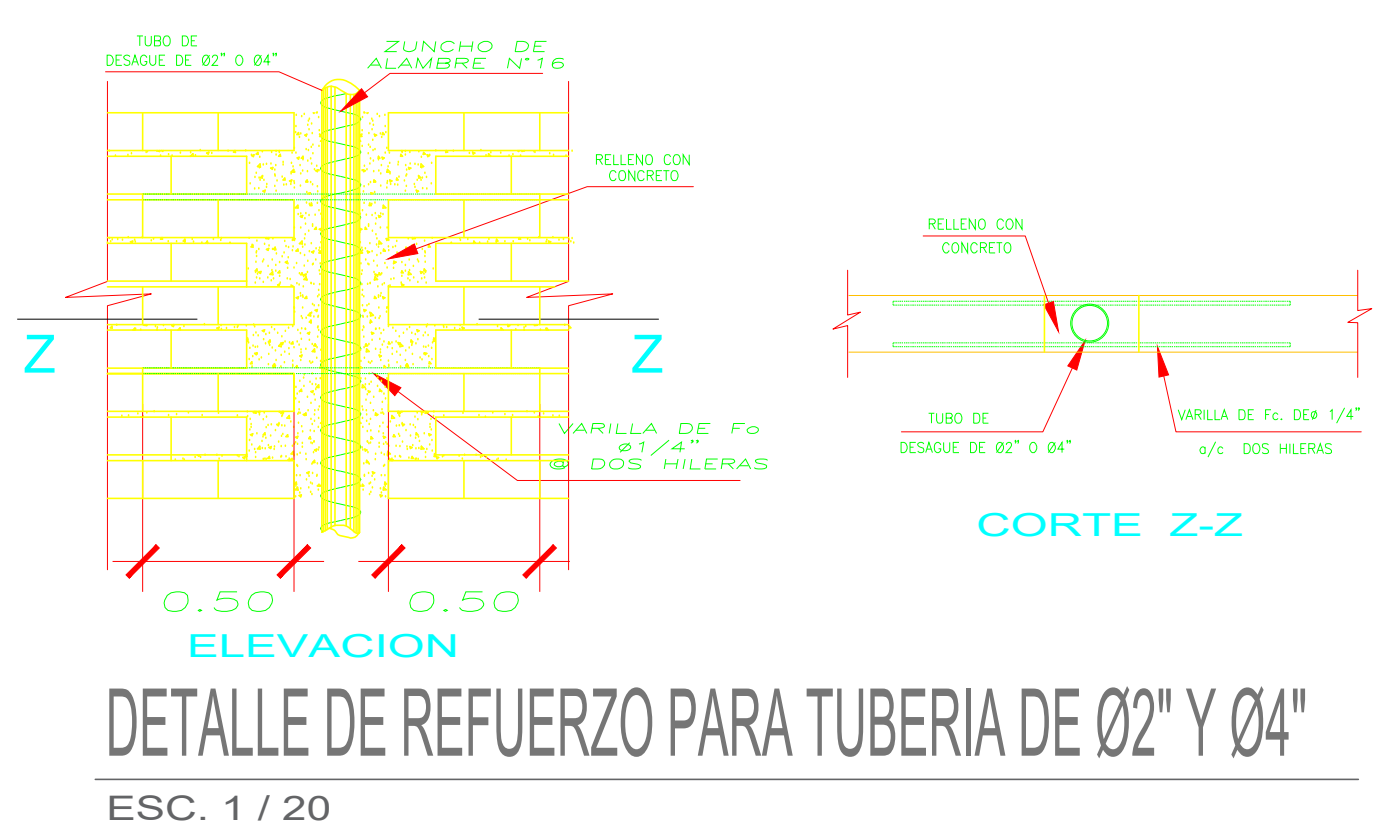 TUBO DE
DESAGUE DE Ø2" O Ø4"
ZUNCHO DE
ALAMBRE N°16
RELLENO CON
CONCRETO
Z
Z
VARILLA DE Fo
Ø1/4"
@ DOS HILERAS
0.50
0.50
ELEVACION
RELLENO CON
CONCRETO
TUBO DE
DESAGUE DE Ø2" O Ø4"
VARILLA DE Fc. DEØ 1/4"
a/c DOS HILERAS
CORTE Z-Z
DETALLE DE REFUERZO PARA TUBERIA DE Ø2" Y Ø4"
ESC. 1 / 20